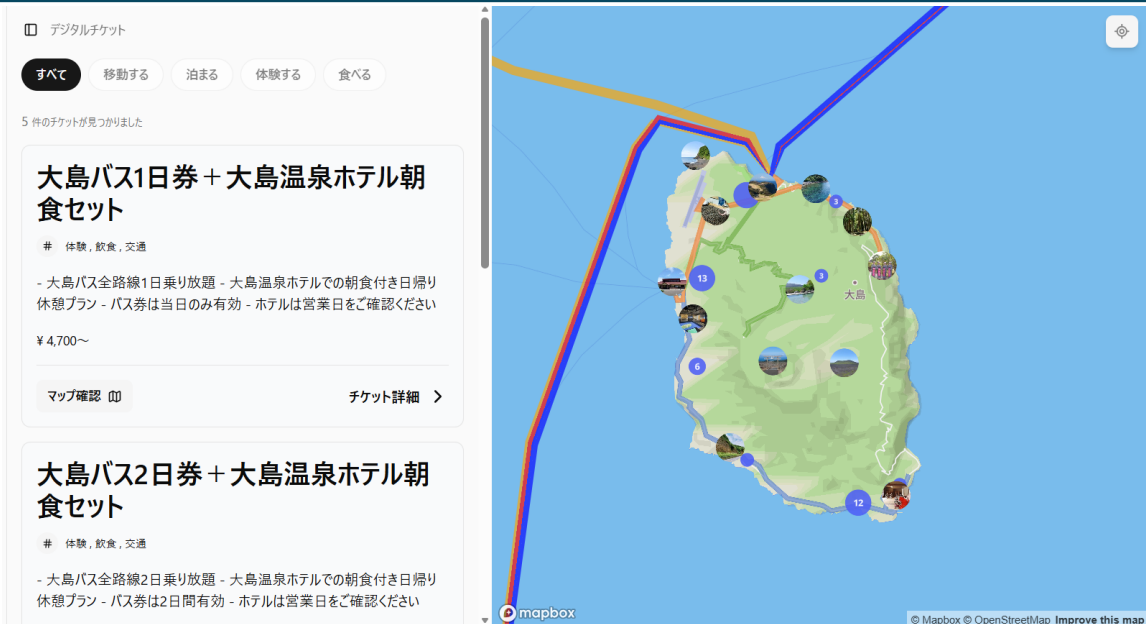 デジタルチケット
すべて
移動する
泊まる
体験する
食べる
5 件のチケットが見つかりました
大島バス1日券＋大島温泉ホテル朝
食セット
# 体験 , 飲食 , 交通
- 大島バス全路線1日乗り放題 - 大島温泉ホテルでの朝食付き日帰り
休憩プラン - バス券は当日のみ有効 - ホテルは営業日をご確認ください
¥ 4,700～
マップ確認
チケット詳細
大島バス2日券＋大島温泉ホテル朝
食セット
# 体験 , 飲食 , 交通
- 大島バス全路線2日乗り放題 - 大島温泉ホテルでの朝食付き日帰り
休憩プラン - バス券は2日間有効 - ホテルは営業日をご確認ください
3
13
3
大島
6
12
mapbox
© Mapbox © OpenStreetMap Improve this map